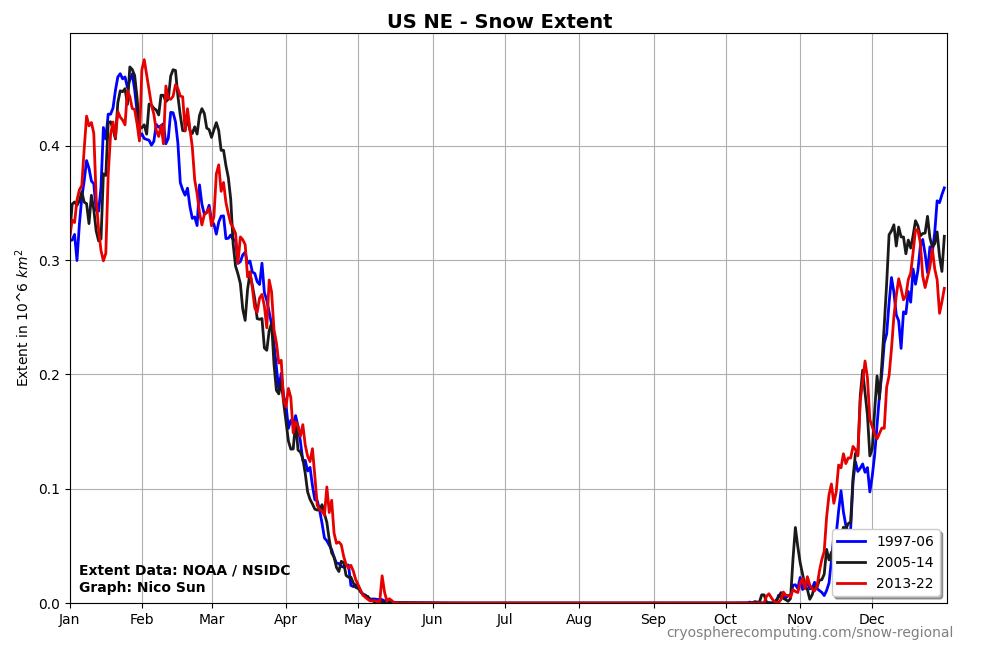 US NE - Snow Extent
Extent in 10^6 km²
0.4
0.3
0.2
0.1
0.0
Extent Data: NOAA / NSIDC
Graph: Nico Sun
1997-06
2005-14
2013-22
Jan Feb Mar Apr May Jun Jul Aug Sep Oct Nov Dec
cryospherecomputing.com/snow-regional